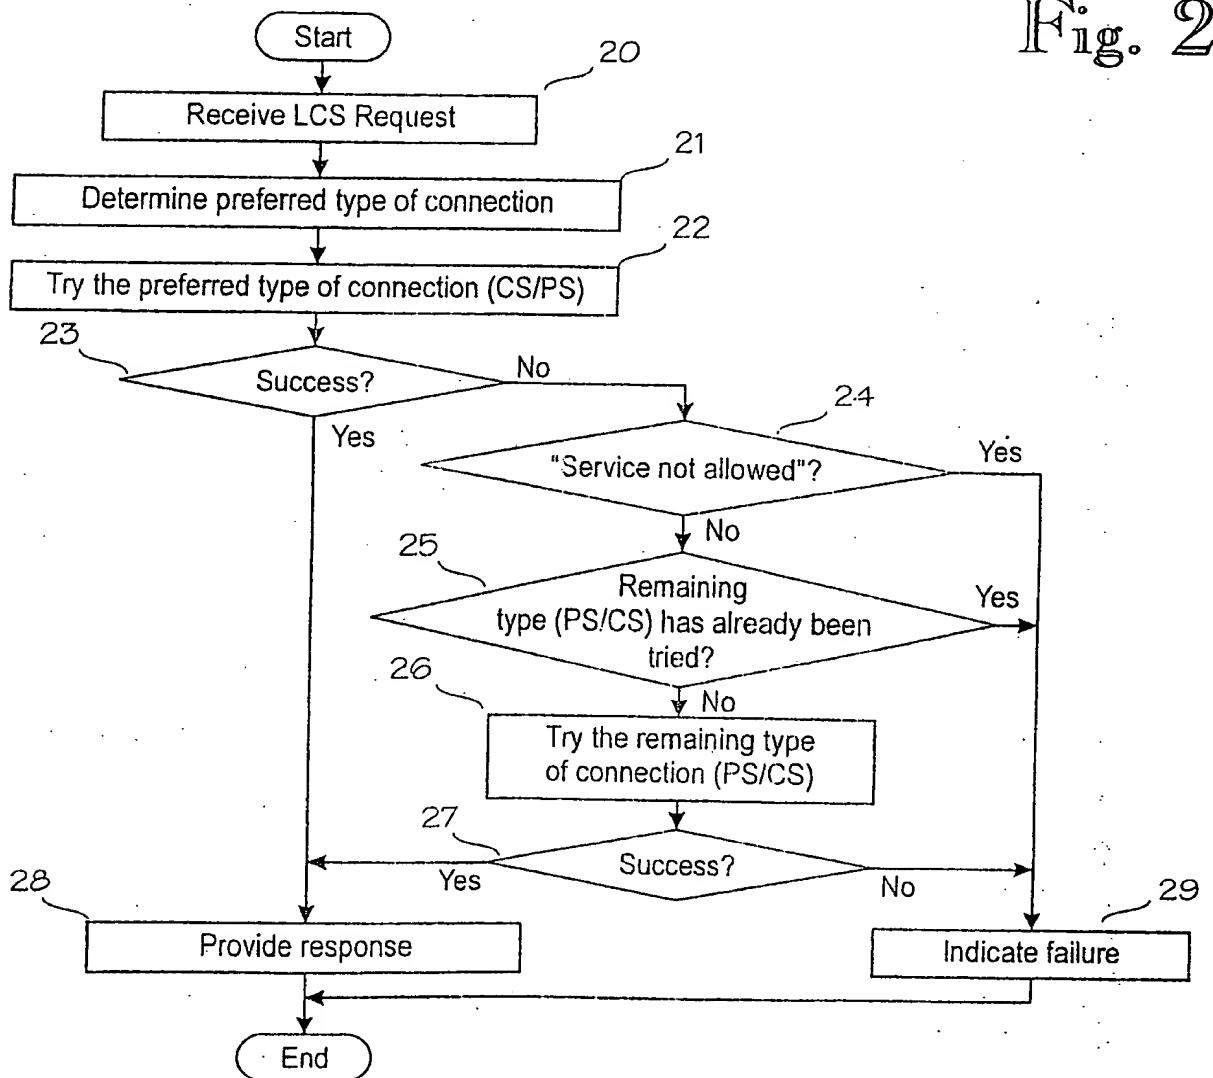 Fig. 2
Start
20
Receive LCS Request
21
Determine preferred type of connection
22
Try the preferred type of connection (CS/PS)
23
Success?
No
Yes
24
"Service not allowed"?
Yes
No
25
Remaining
type (PS/CS) has already been
tried?
Yes
No
26
Try the remaining type
of connection (PS/CS)
27
Success?
Yes
No
28
Provide response
29
Indicate failure
End